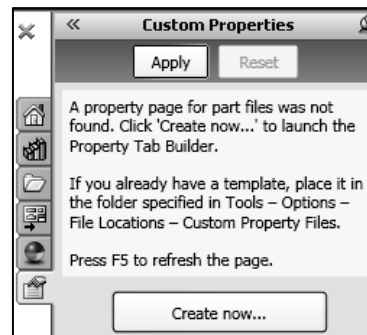 Custom Properties
Apply
Reset
A property page for part files was not
found. Click 'Create now...' to launch the
Property Tab Builder.
If you already have a template, place it in
the folder specified in Tools – Options –
File Locations – Custom Property Files.
Press F5 to refresh the page.
Create now...